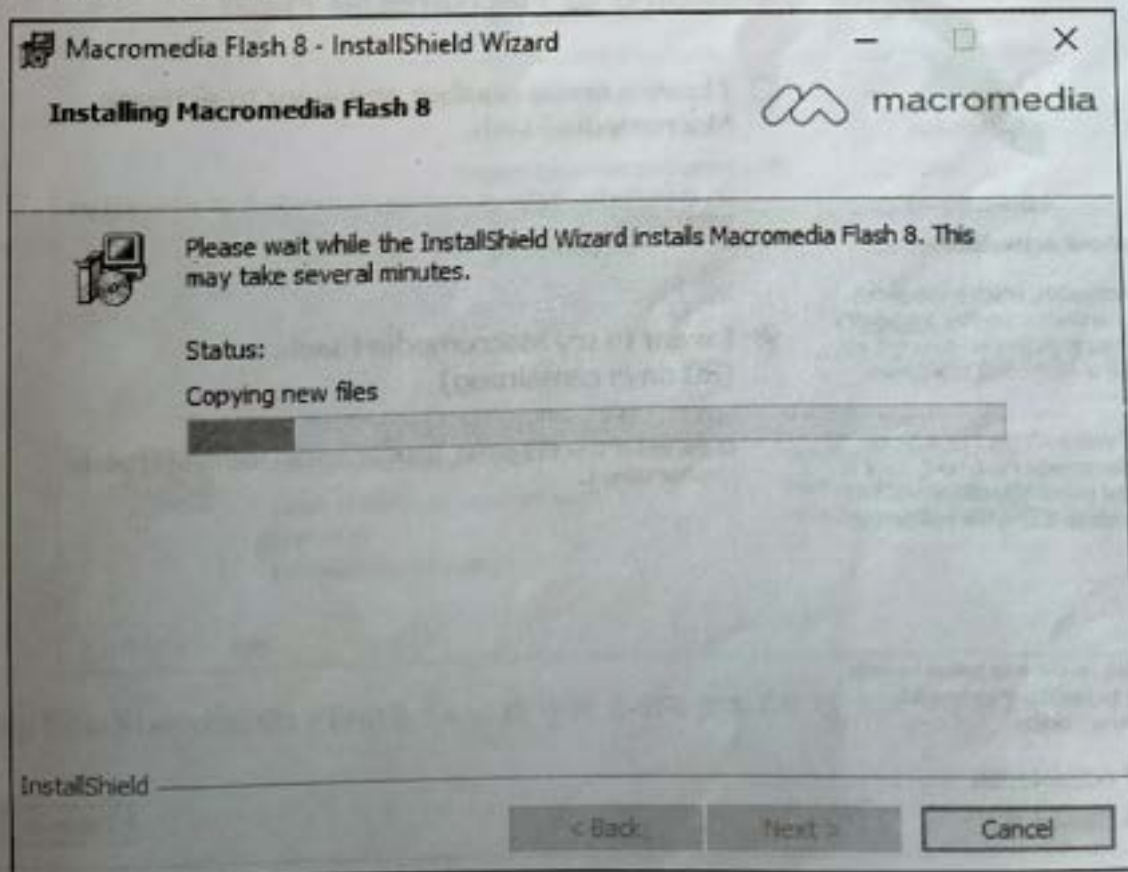 Macromedia Flash 8 - InstallShield Wizard
Installing Macromedia Flash 8
macromedia
Please wait while the InstallShield Wizard installs Macromedia Flash 8. This
may take several minutes.
Status:
Copying new files
InstallShield
< Back
Next >
Cancel